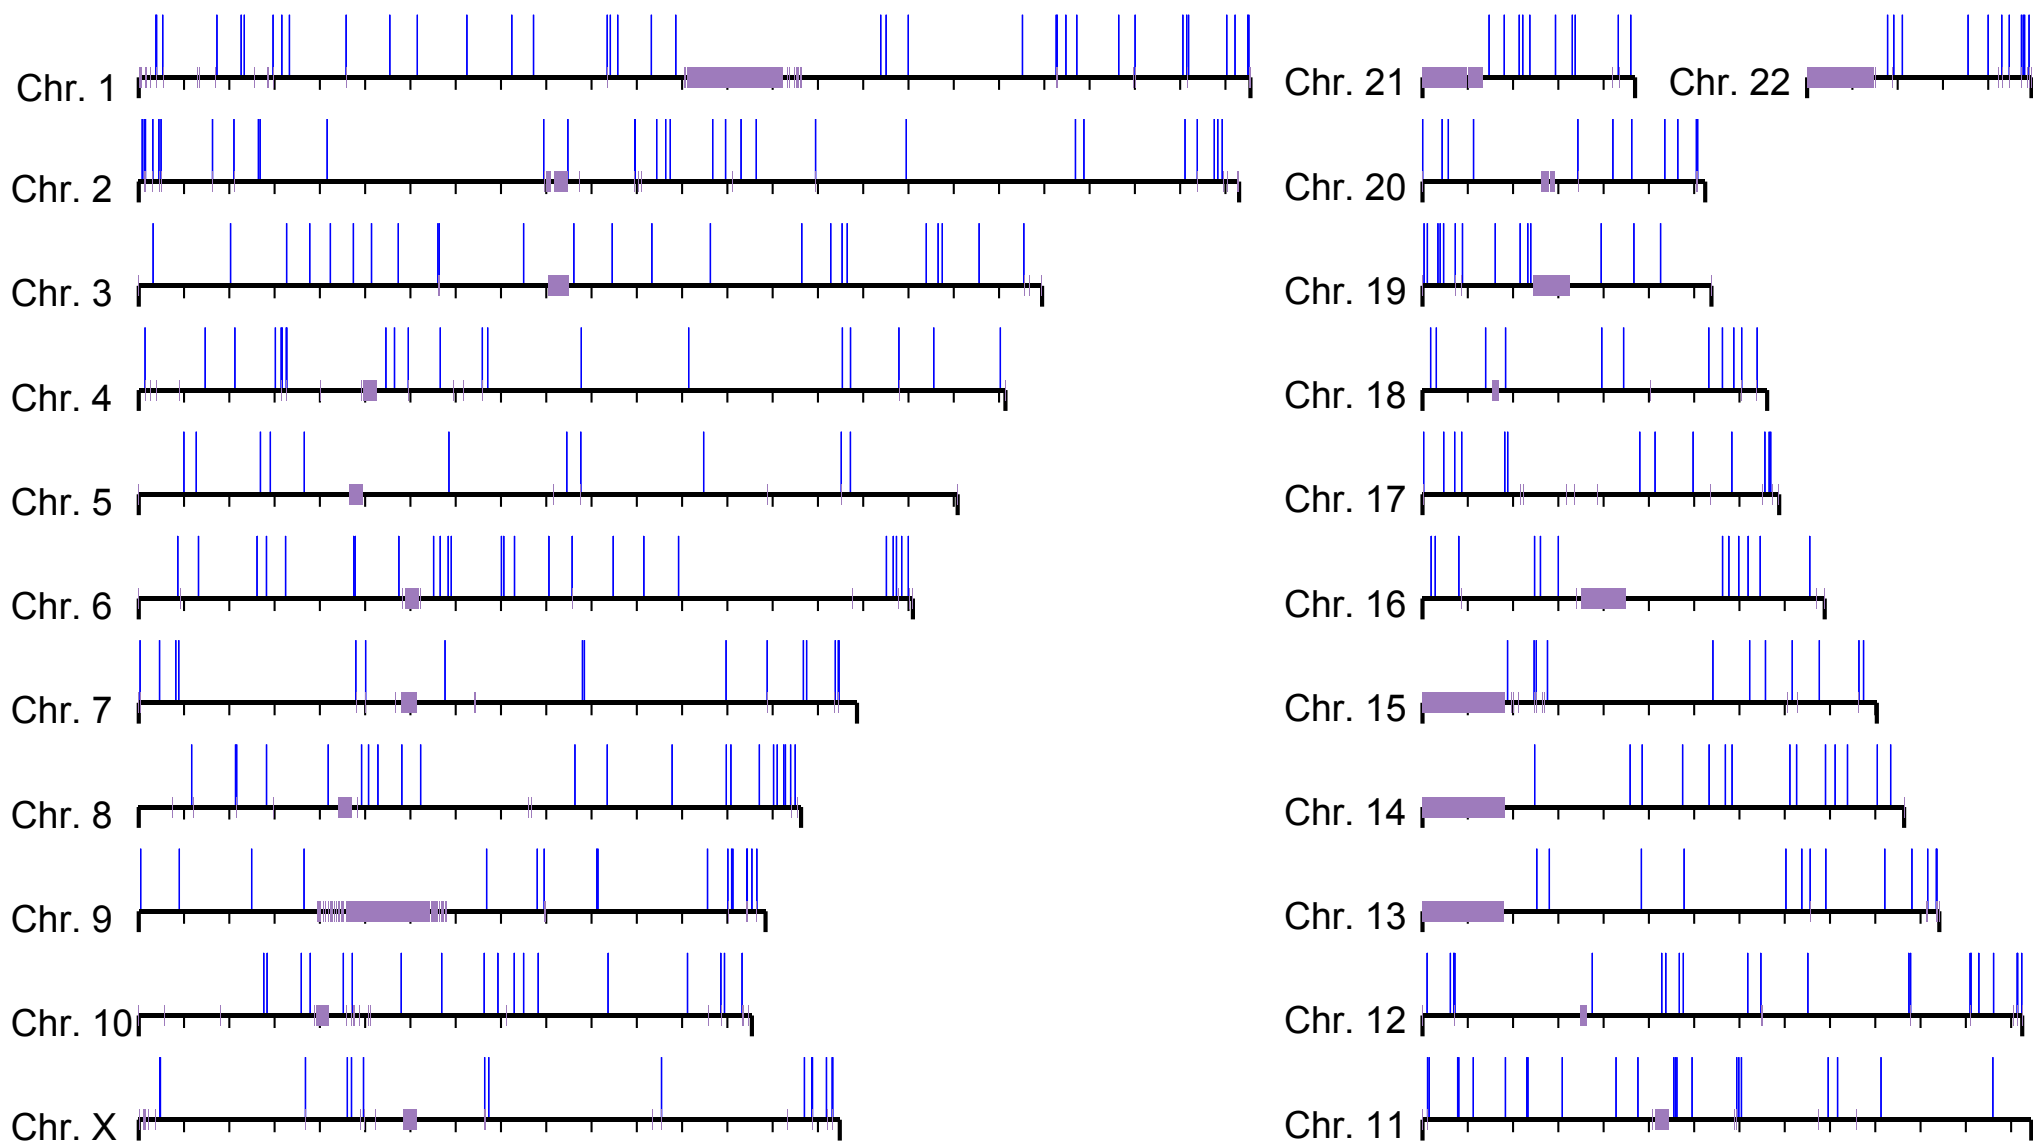 Chr. 1
Chr. 2
Chr. 3
Chr. 4
Chr. 5
Chr. 6
Chr. 7
Chr. 8
Chr. 9
Chr. 10
Chr. X
Chr. 21
Chr. 22
Chr. 20
Chr. 19
Chr. 18
Chr. 17
Chr. 16
Chr. 15
Chr. 14
Chr. 13
Chr. 12
Chr. 11